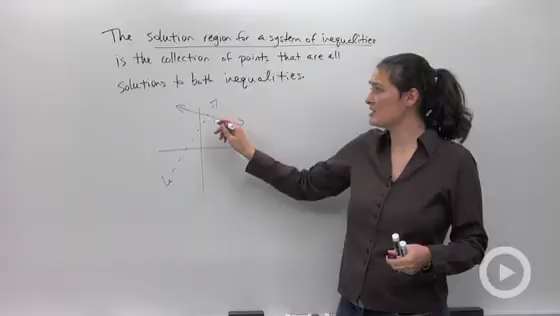 The solution region for a system of inequalities
is the collection of points that are all
solutions to both inequalities.